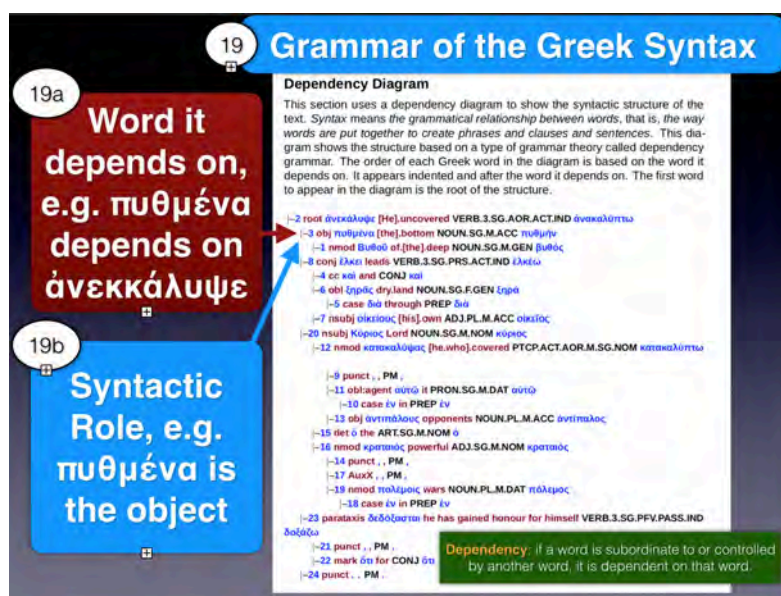 19
Grammar of the Greek Syntax
19a
Word it
depends on,
e.g. πυθμένα
depends on
ἀνεκκάλυψε
19b
Syntactic
Role, e.g.
πυθμένα is
the object
Dependency Diagram
This section uses a dependency diagram to show the syntactic structure of the
text. Syntax means the grammatical relationship between words, that is, the way
words are put together to create phrases and clauses and sentences. This dia-
gram shows the structure based on a type of grammar theory called dependency
grammar. The order of each Greek word in the diagram is based on the word it
depends on. It appears indented and after the word it depends on. The first word
to appear in the diagram is the root of the structure.
|–2 root ἀνεκάλυψε [He].uncovered VERB.3.SG.AOR.ACT.IND ἀνακαλύπτω
|–3 obj πυθμένα [the].bottom NOUN.SG.M.ACC πυθμήν
|–1 nmod Βυθοῦ of.[the].deep NOUN.SG.M.GEN βυθός
|–8 conj ἕλκει leads VERB.3.SG.PRS.ACT.IND ἑλκέω
|–4 cc καὶ and CONJ καὶ
|–6 obl ξηρᾶς dry.land NOUN.SG.F.GEN ξηρά
|–5 case διὰ through PREP διά
|–7 nsubj οἰκείους [his].own ADJ.PL.M.ACC οἰκεῖος
|–20 nsubj Κύριος Lord NOUN.SG.M.NOM κύριος
|–12 nmod κατακαλύψας [he.who].covered PTCP.ACT.AOR.M.SG.NOM κατακαλύπτω
|–9 punct , , PM ,
|–11 obl:agent αὐτῷ it PRON.SG.M.DAT αὐτῷ
|–10 case ἐν in PREP ἐν
|–13 obj ἀντιπάλους opponents NOUN.PL.M.ACC ἀντίπαλος
|–15 det ὁ the ART.SG.M.NOM ὁ
|–16 nmod κραταιὸς powerful ADJ.SG.M.NOM κραταιός
|–14 punct , , PM ,
|–17 AuxX , , PM ,
|–19 nmod πολέμοις wars NOUN.PL.M.DAT πόλεμος
|–18 case ἐν in PREP ἐν
|–23 parataxis δεδόξασται he has gained honour for himself VERB.3.SG.PFV.PASS.IND
δοξάζω
|–21 punct , , PM ,
|–22 mark ὅτι for CONJ ὅτι
|–24 punct . . PM .
Dependency: if a word is subordinate to or controlled
by another word, it is dependent on that word.